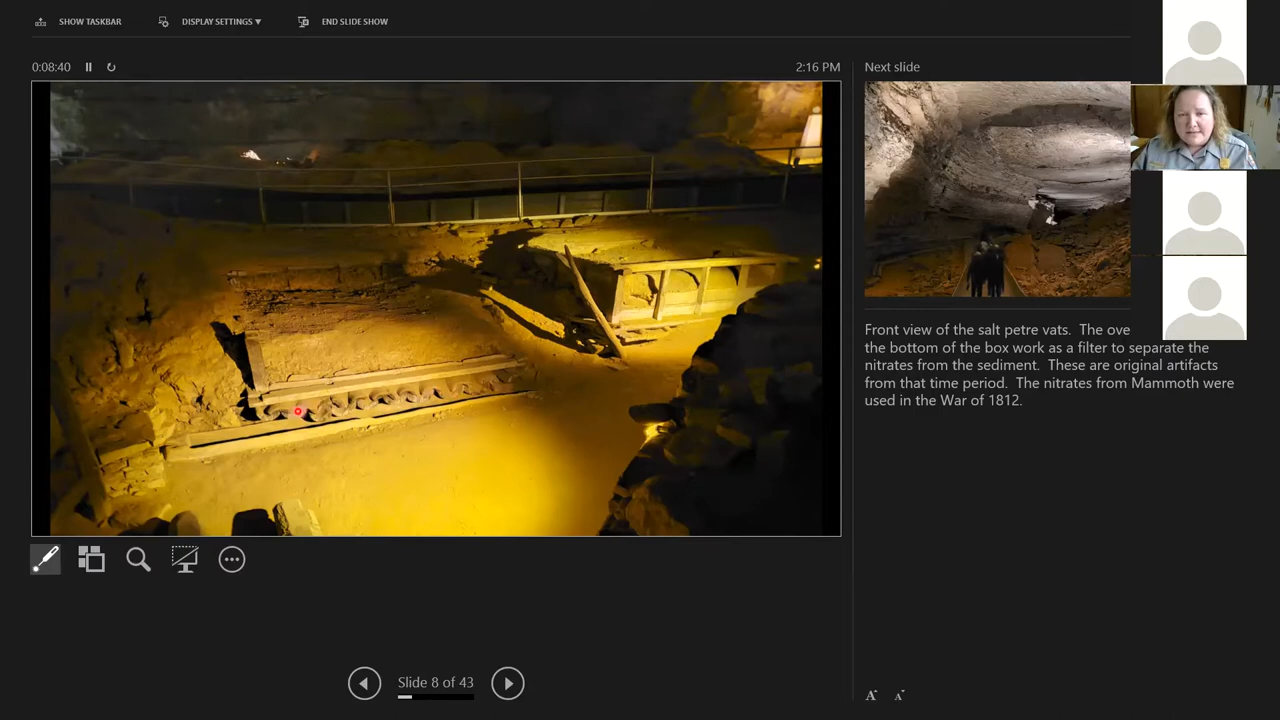 SHOW TASKBAR
DISPLAY SETTINGS ▼
END SLIDE SHOW
0:08:40
2:16 PM
Next slide
Front view of the salt petre vats. The ove
the bottom of the box work as a filter to separate the
nitrates from the sediment. These are original artifacts
from that time period. The nitrates from Mammoth were
used in the War of 1812.
Slide 8 of 43
A A